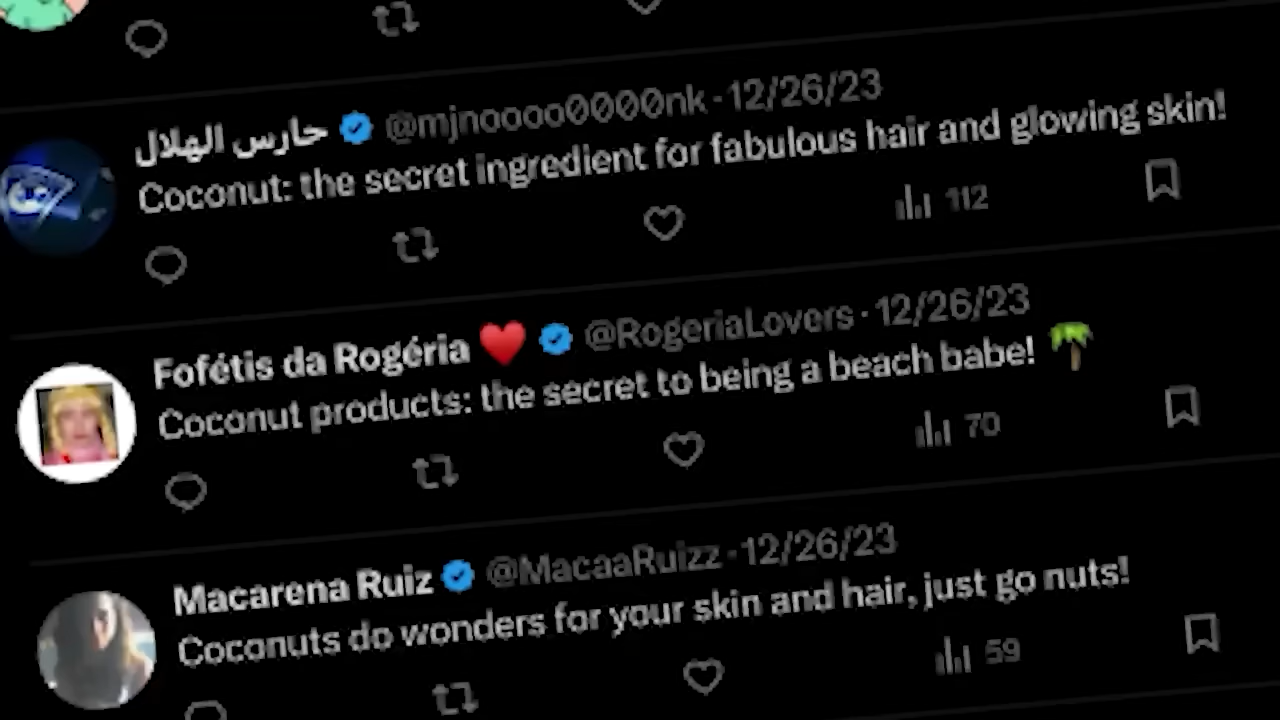 حارس الهلال @mjnoooo0000nk · 12/26/23
Coconut: the secret ingredient for fabulous hair and glowing skin!
112
Fofétis da Rogéria ❤️ @RogeriaLovers · 12/26/23
Coconut products: the secret to being a beach babe! 🌴
70
Macarena Ruiz @MacaaRuizz · 12/26/23
Coconuts do wonders for your skin and hair, just go nuts!
59